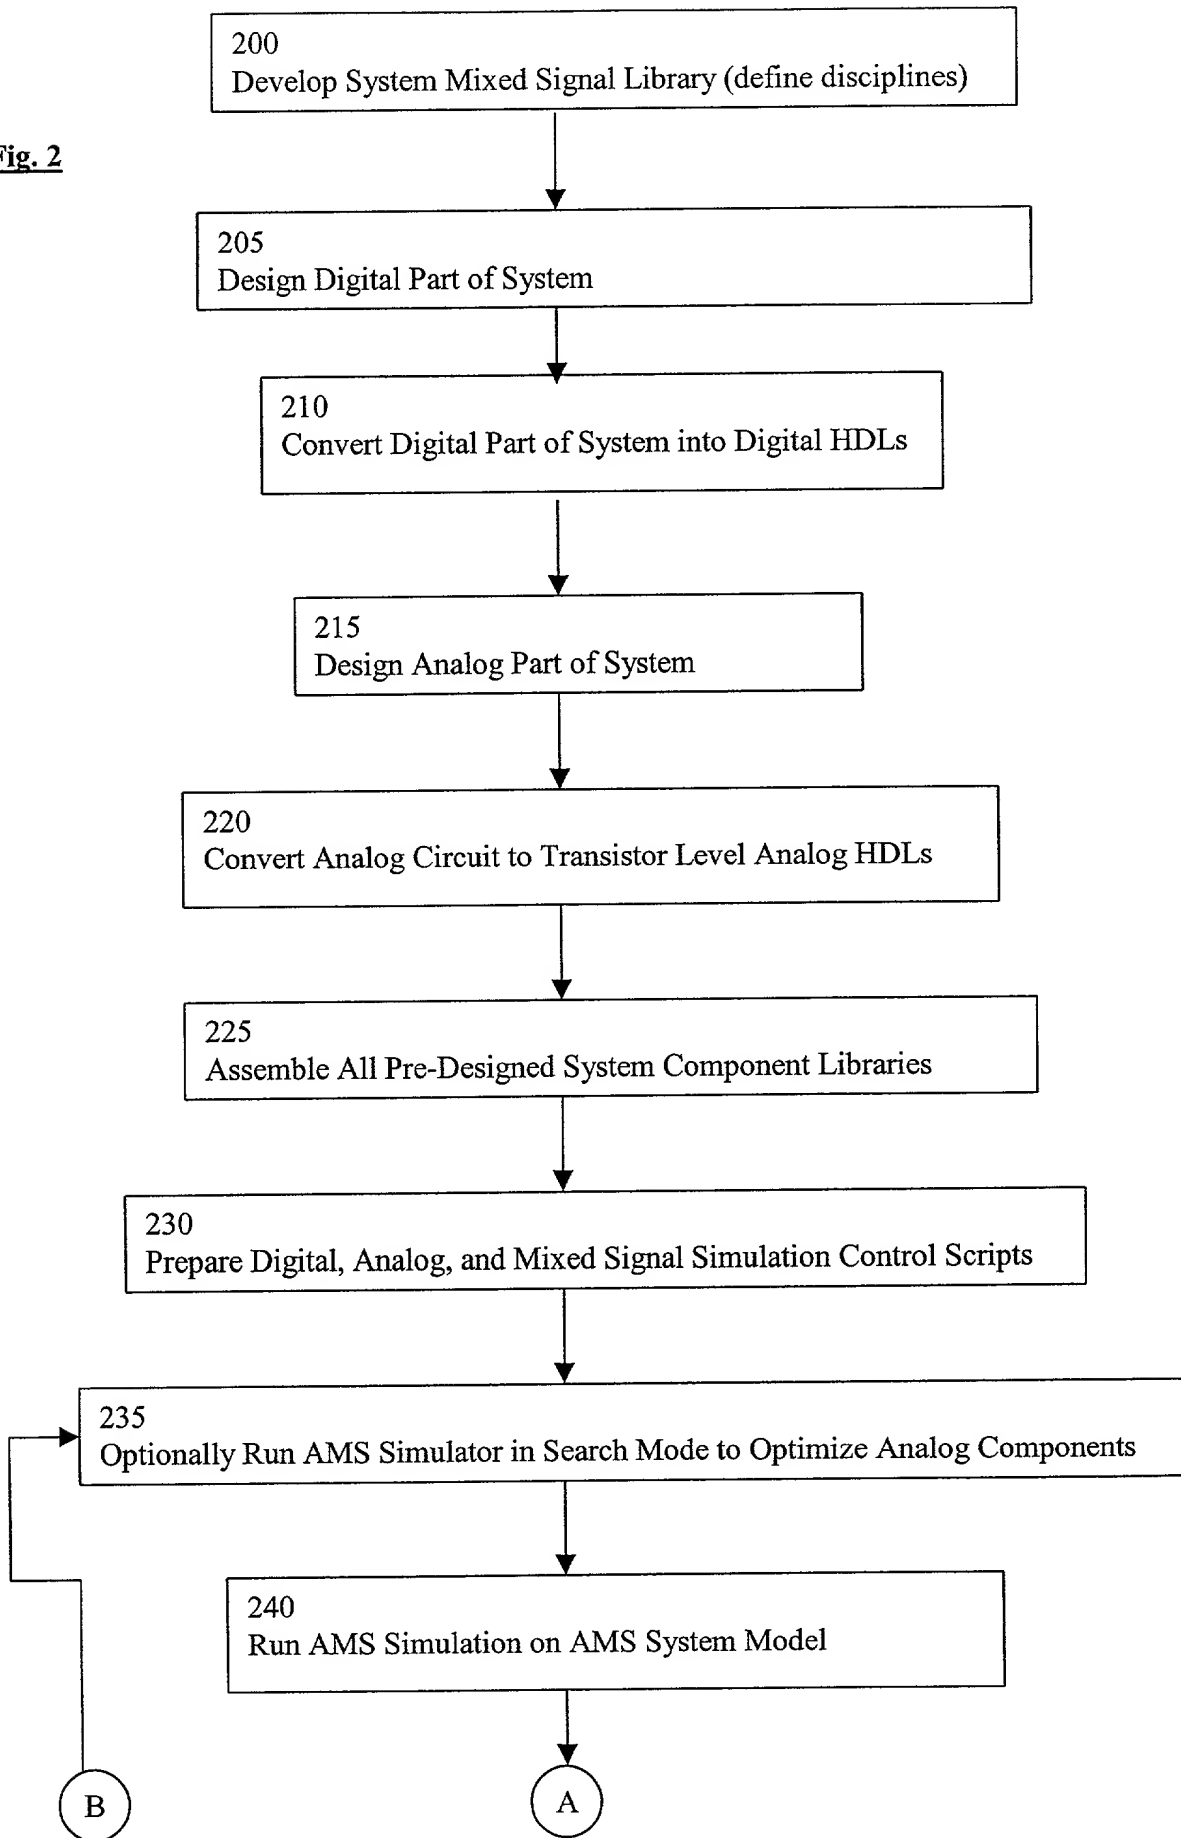 200
Develop System Mixed Signal Library (define disciplines)
Fig. 2
205
Design Digital Part of System
210
Convert Digital Part of System into Digital HDLs
215
Design Analog Part of System
220
Convert Analog Circuit to Transistor Level Analog HDLs
225
Assemble All Pre-Designed System Component Libraries
230
Prepare Digital, Analog, and Mixed Signal Simulation Control Scripts
235
Optionally Run AMS Simulator in Search Mode to Optimize Analog Components
240
Run AMS Simulation on AMS System Model
B
A